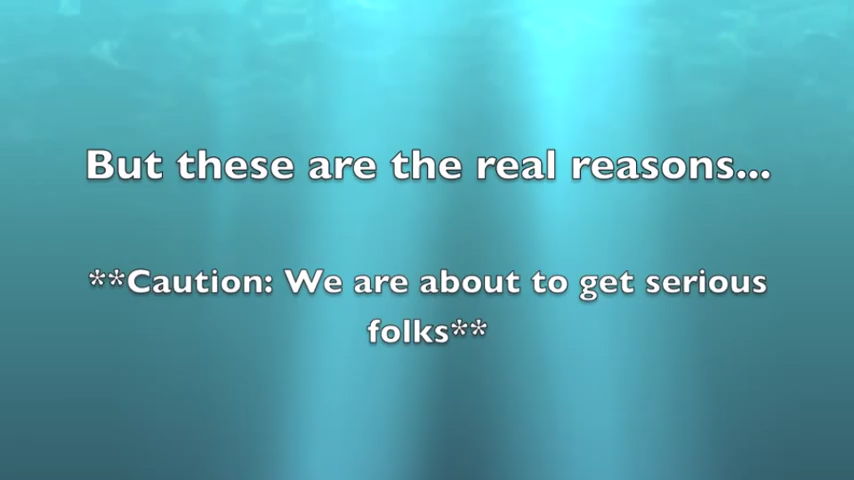 But these are the real reasons...
**Caution: We are about to get serious
folks**